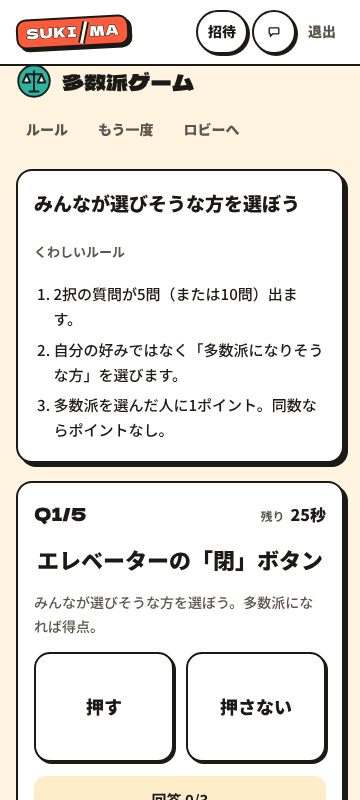 SUKI//MA
招待
退出
多数派ゲーム
ルール
もう一度
ロビーへ
みんなが選びそうな方を選ぼう
くわしいルール
1. 2択の質問が5問（または10問）出ま
す。
2. 自分の好みではなく「多数派になりそう
な方」を選びます。
3. 多数派を選んだ人に1ポイント。同数な
らポイントなし。
Q1/5
残り 25秒
エレベーターの「閉」ボタン
みんなが選びそうな方を選ぼう。多数派にな
れば得点。
押す
押さない
回答 0/3